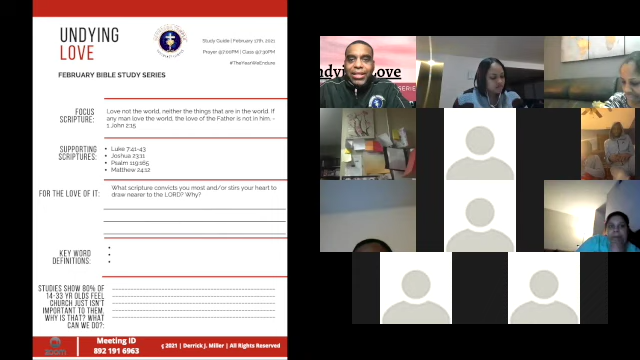 UNDYING
LOVE
Study Guide | February 17th, 2021
Prayer @7:00PM | Class @7:30PM
#TheYearWeEndure
FEBRUARY BIBLE STUDY SERIES
FOCUS
SCRIPTURE:
Love not the world, neither the things that are in the world. If
any man love the world, the love of the Father is not in him. -
1 John 2:15
SUPPORTING
SCRIPTURES:
• Luke 7:41-43
• Joshua 23:11
• Psalm 119:165
• Matthew 24:12
FOR THE LOVE OF IT:
What scripture convicts you most and/or stirs your heart to
draw nearer to the LORD? Why?
KEY WORD
DEFINITIONS:
STUDIES SHOW 80% OF
14-33 YR OLDS FEEL
CHURCH JUST ISN'T
IMPORTANT TO THEM.
WHY IS THAT? WHAT
CAN WE DO?:
zoom
Meeting ID
892 191 6963
© 2021 | Derrick J. Miller | All Rights Reserved
ndying Love
SERIES